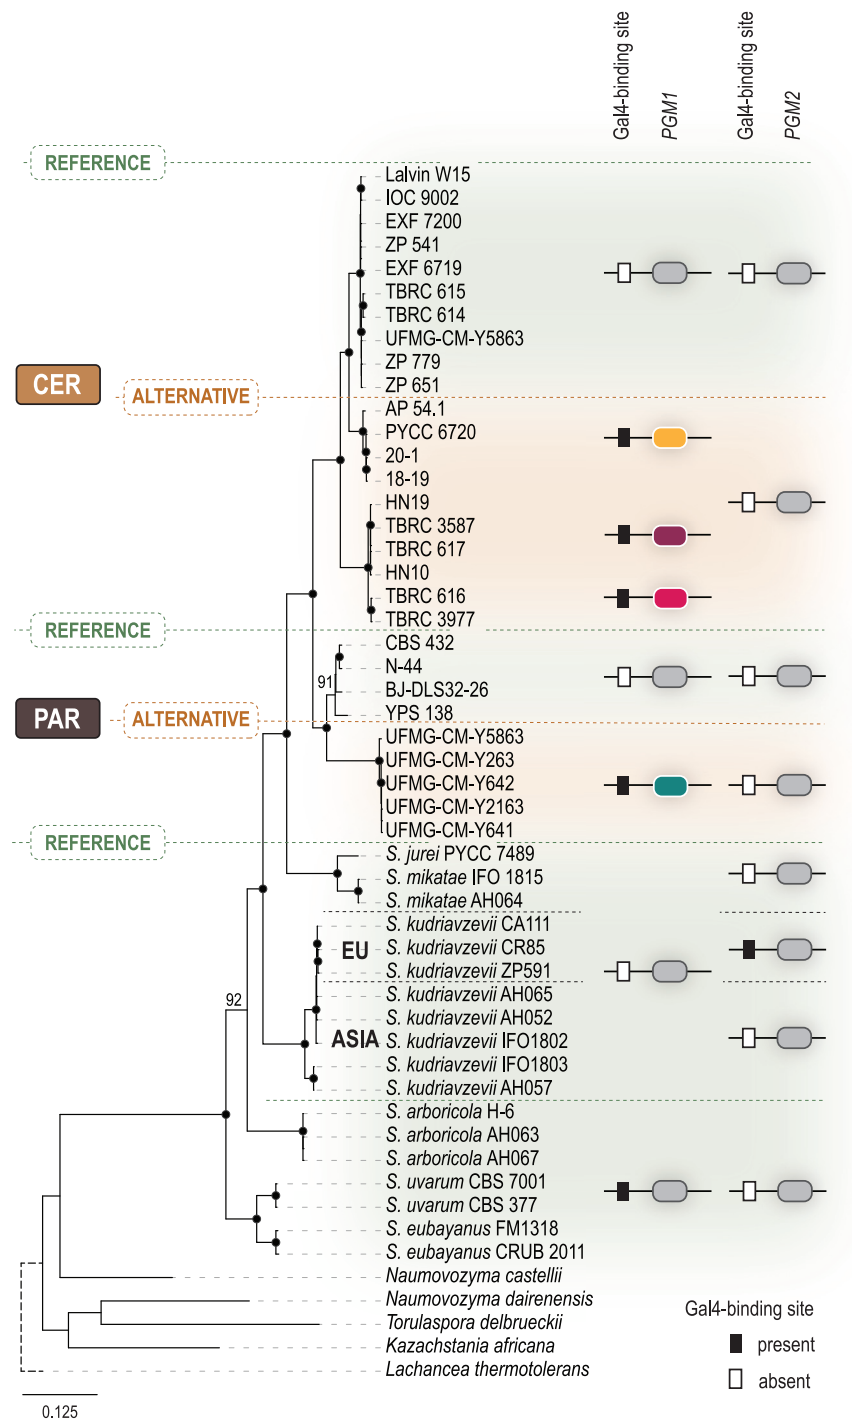 Gal4-binding site
PGM1
Gal4-binding site
PGM2
REFERENCE
Lalvin W15
IOC 9002
EXF 7200
ZP 541
EXF 6719
TBRC 615
TBRC 614
UFMG-CM-Y5863
ZP 779
ZP 651
CER
ALTERNATIVE
AP 54.1
PYCC 6720
20-1
18-19
HN19
TBRC 3587
TBRC 617
HN10
TBRC 616
TBRC 3977
REFERENCE
CBS 432
N-44
91
BJ-DLS32-26
YPS 138
PAR
ALTERNATIVE
UFMG-CM-Y5863
UFMG-CM-Y263
UFMG-CM-Y642
UFMG-CM-Y2163
UFMG-CM-Y641
REFERENCE
S. jurei PYCC 7489
S. mikatae IFO 1815
S. mikatae AH064
S. kudriavzevii CA111
EU
S. kudriavzevii CR85
S. kudriavzevii ZP591
92
S. kudriavzevii AH065
S. kudriavzevii AH052
ASIA
S. kudriavzevii IFO1802
S. kudriavzevii IFO1803
S. kudriavzevii AH057
S. arboricola H-6
S. arboricola AH063
S. arboricola AH067
S. uvarum CBS 7001
S. uvarum CBS 377
S. eubayanus FM1318
S. eubayanus CRUB 2011
Naumovozyma castellii
Naumovozyma dairenensis
Torulaspora delbrueckii
Kazachstania africana
Lachancea thermotolerans
Gal4-binding site
present
absent
0.125